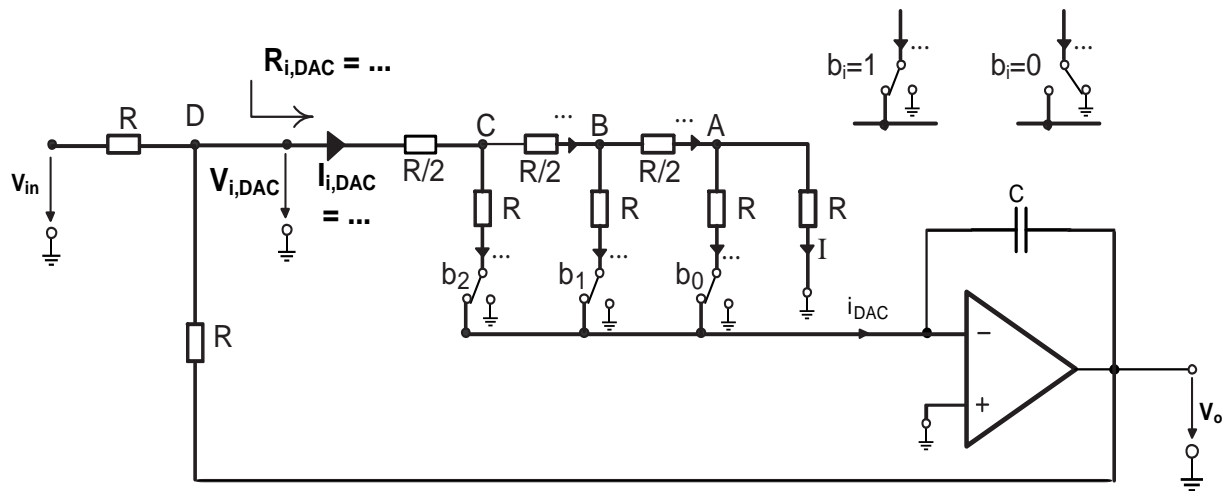 R_i,DAC = ...
b_i=1
...
b_i=0
...
R
D
C
...
B
...
A
V_in
V_i,DAC
I_i,DAC
= ...
R/2
R/2
R/2
R
R
R
R
C
b_2
...
b_1
...
b_0
...
I
R
i_DAC
−
+
V_o